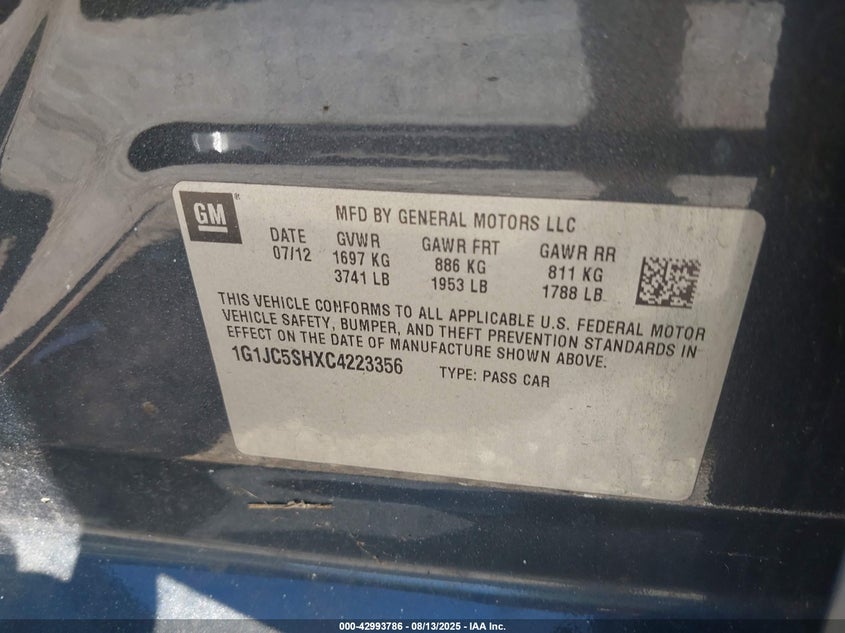 GM ®
MFD BY GENERAL MOTORS LLC
DATE GVWR GAWR FRT GAWR RR
07/12 1697 KG 886 KG 811 KG
3741 LB 1953 LB 1788 LB
THIS VEHICLE CONFORMS TO ALL APPLICABLE U.S. FEDERAL MOTOR
VEHICLE SAFETY, BUMPER, AND THEFT PREVENTION STANDARDS IN
EFFECT ON THE DATE OF MANUFACTURE SHOWN ABOVE.
1G1JC5SHXC4223356 TYPE: PASS CAR
000-42993786 - 08/13/2025 - IAA Inc.